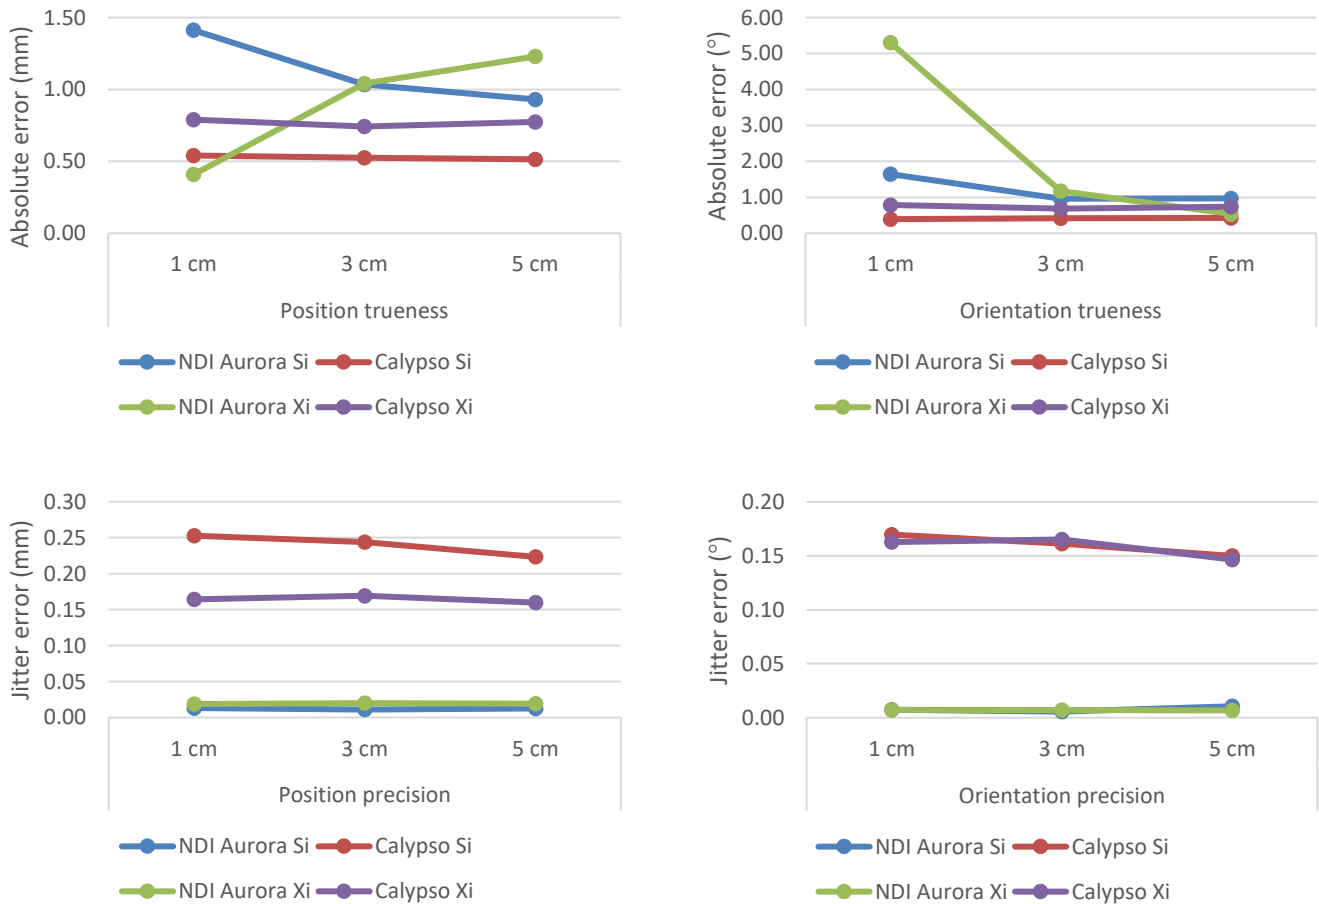 1.50
1.00
0.50
0.00
Absolute error (mm)
1 cm 3 cm 5 cm
Position trueness
NDI Aurora Si Calypso Si
NDI Aurora Xi Calypso Xi
6.00
5.00
4.00
3.00
2.00
1.00
0.00
Absolute error (°)
1 cm 3 cm 5 cm
Orientation trueness
NDI Aurora Si Calypso Si
NDI Aurora Xi Calypso Xi
0.30
0.25
0.20
0.15
0.10
0.05
0.00
Jitter error (mm)
1 cm 3 cm 5 cm
Position precision
NDI Aurora Si Calypso Si
NDI Aurora Xi Calypso Xi
0.20
0.15
0.10
0.05
0.00
Jitter error (°)
1 cm 3 cm 5 cm
Orientation precision
NDI Aurora Si Calypso Si
NDI Aurora Xi Calypso Xi